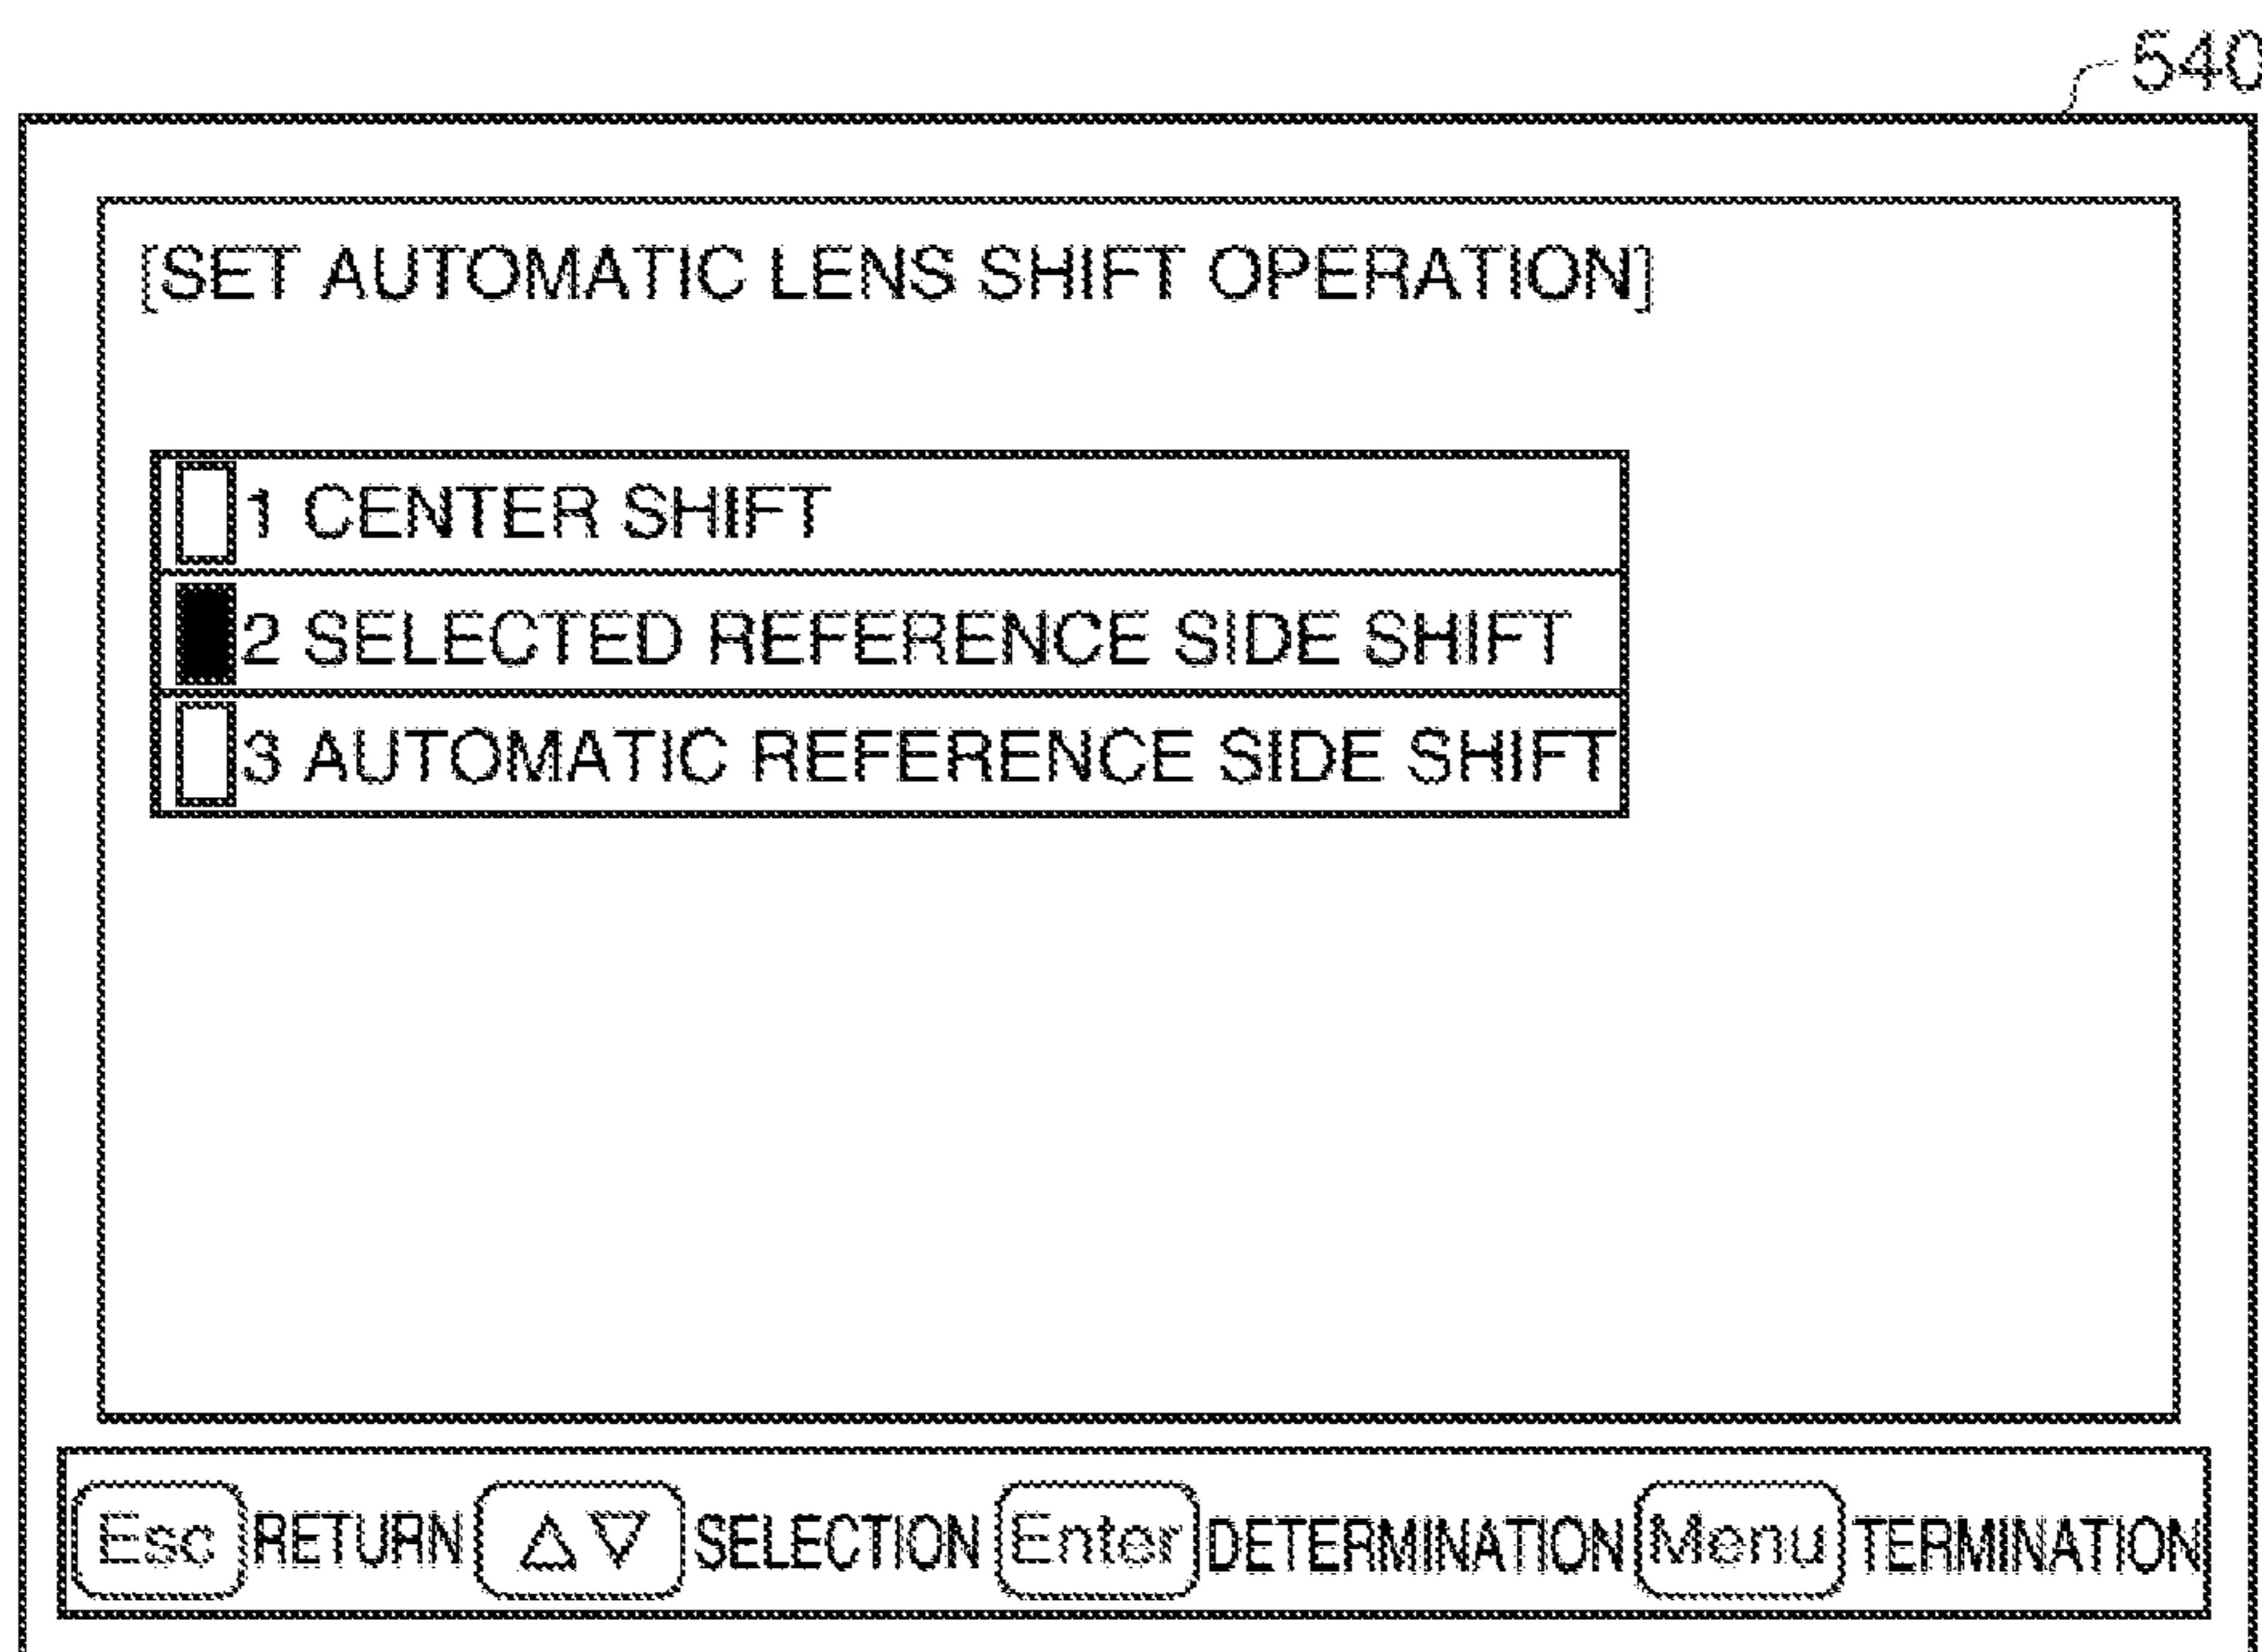 540
[SET AUTOMATIC LENS SHIFT OPERATION]
1 CENTER SHIFT
2 SELECTED REFERENCE SIDE SHIFT
3 AUTOMATIC REFERENCE SIDE SHIFT
Esc RETURN △▽ SELECTION Enter DETERMINATION Menu TERMINATION